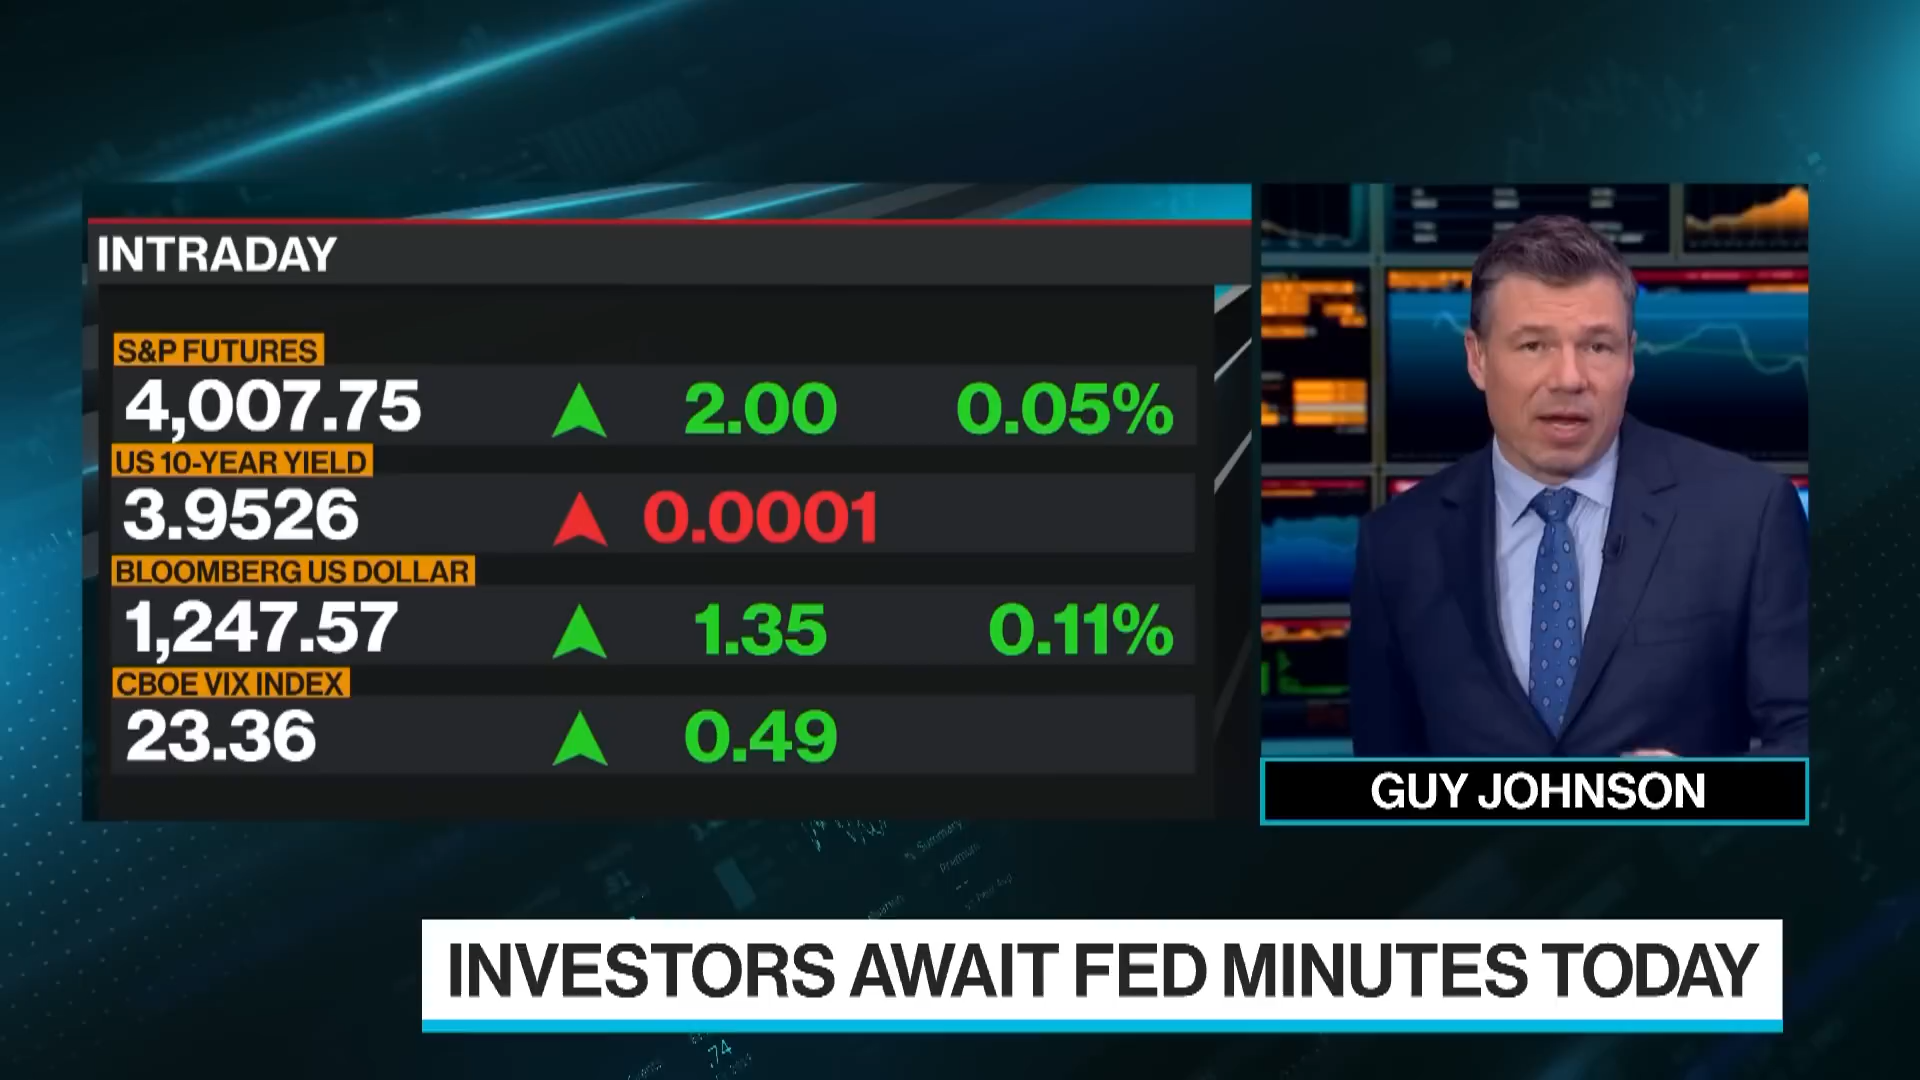 INTRADAY
S&P FUTURES
4,007.75 2.00 0.05%
US 10-YEAR YIELD
3.9526 0.0001
BLOOMBERG US DOLLAR
1,247.57 1.35 0.11%
CBOE VIX INDEX
23.36 0.49
GUY JOHNSON
Summary
INVESTORS AWAIT FED MINUTES TODAY
.74